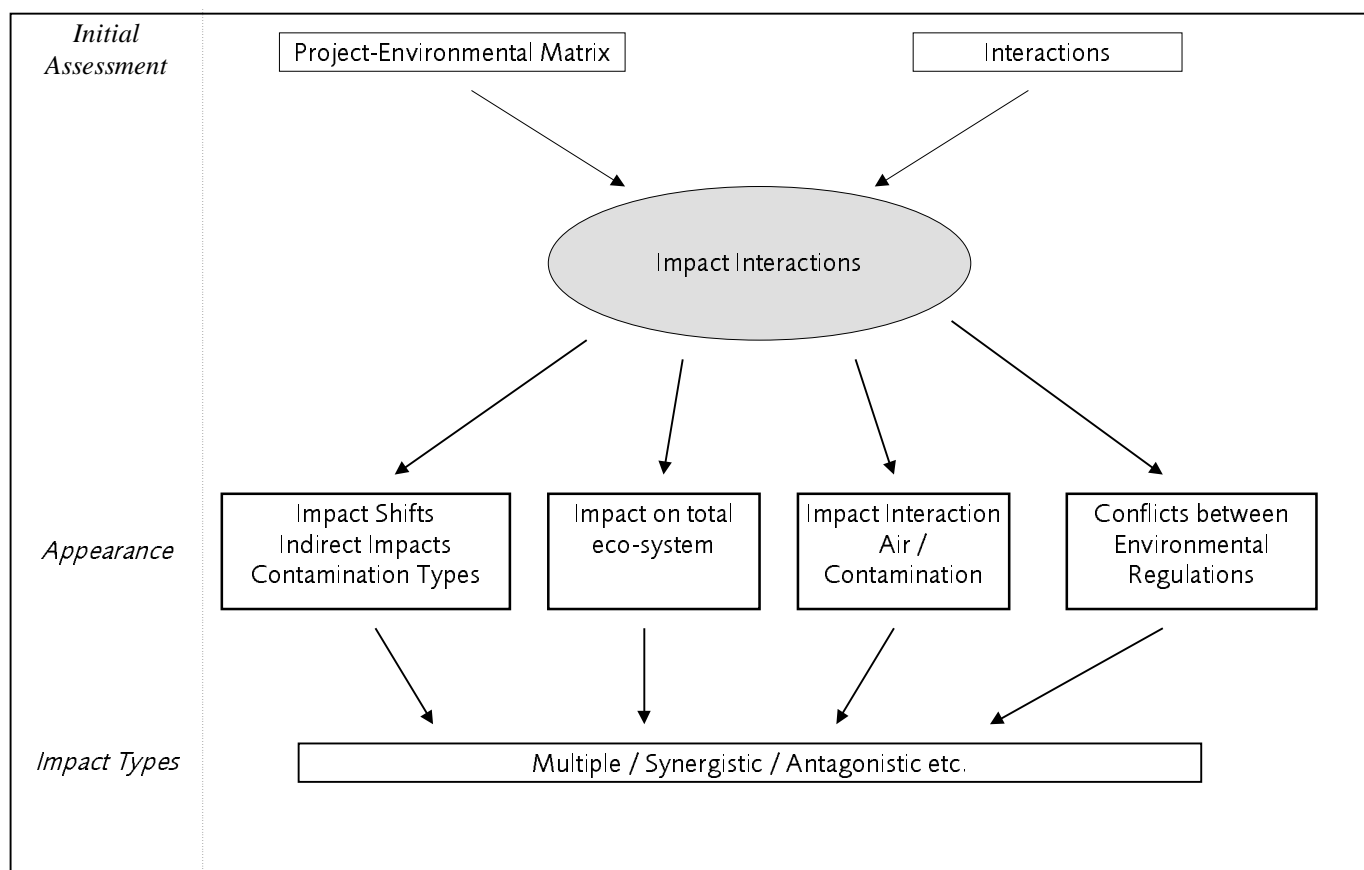 Initial
Assessment
Project-Environmental Matrix
Interactions
Impact Interactions
Appearance
Impact Shifts
Indirect Impacts
Contamination Types
Impact on total
eco-system
Impact Interaction
Air /
Contamination
Conflicts between
Environmental
Regulations
Impact Types
Multiple / Synergistic / Antagonistic etc.